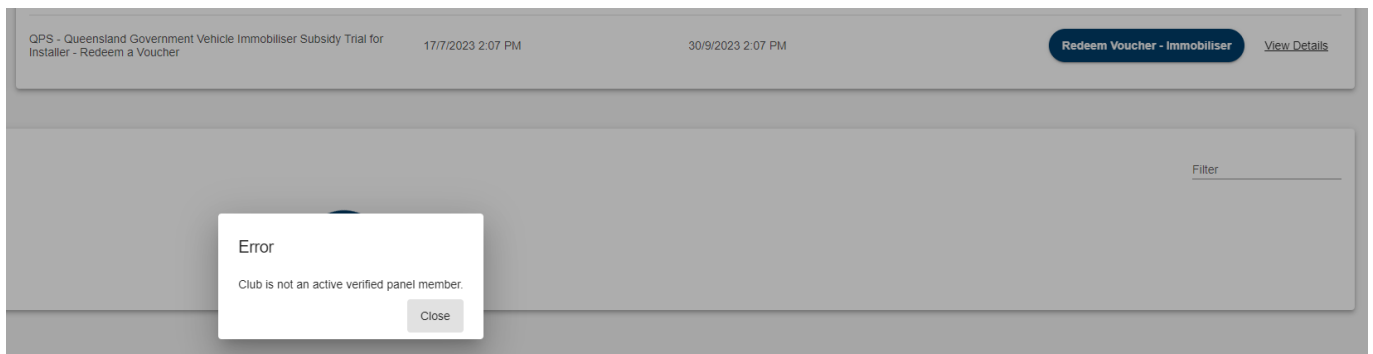 QPS - Queensland Government Vehicle Immobiliser Subsidy Trial for
Installer - Redeem a Voucher
17/7/2023 2:07 PM
30/9/2023 2:07 PM
Redeem Voucher - Immobiliser
View Details
Filter
Error
Club is not an active verified panel member.
Close